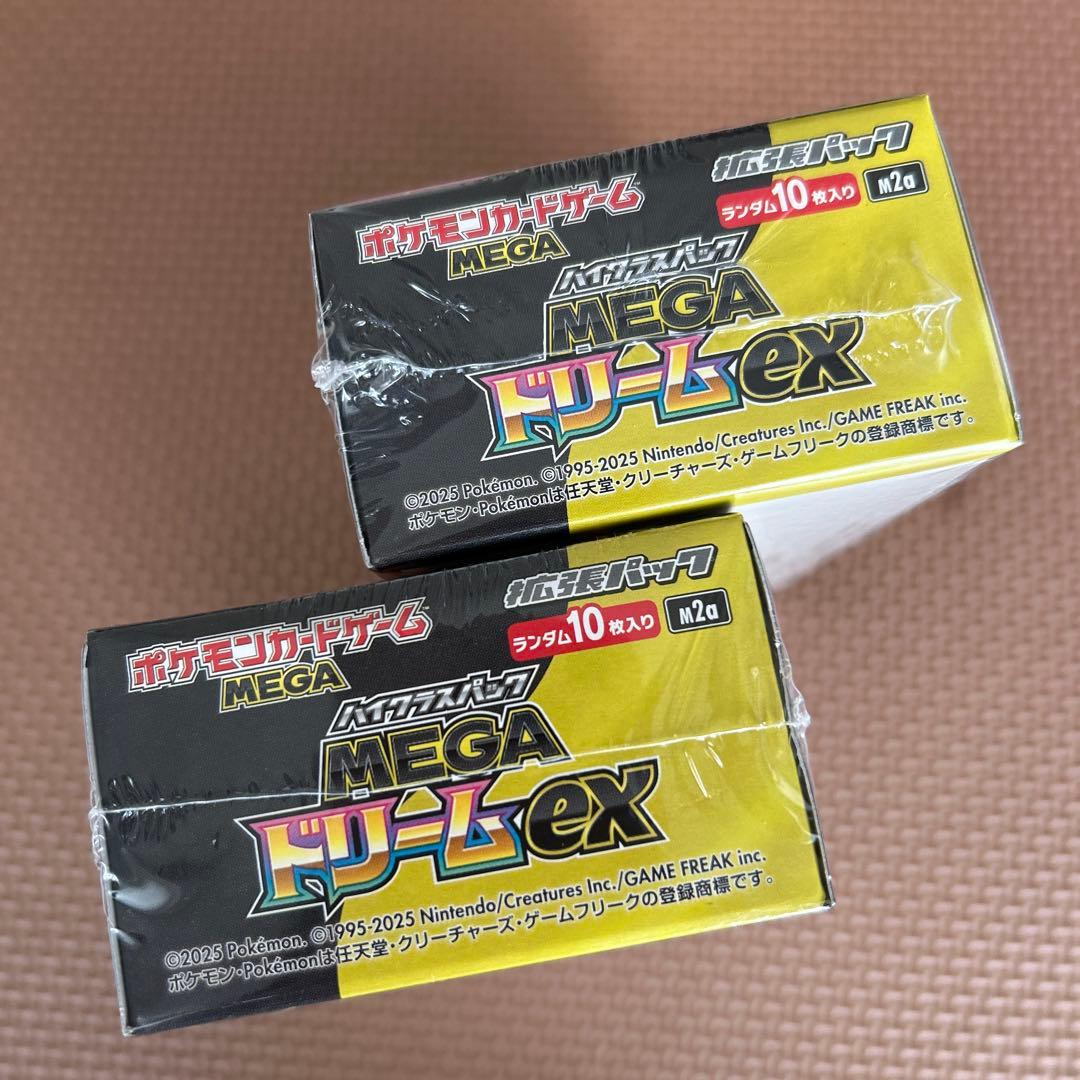 拡張パック
ポケモンカードゲーム™
MEGA
ランダム10枚入り
M2a
ハイクラスパック
MEGA
ドリームex
©2025 Pokémon. ©1995-2025 Nintendo/Creatures Inc./GAME FREAK inc.
ポケモン・Pokémonは任天堂・クリーチャーズ・ゲームフリークの登録商標です。
拡張パック
ポケモンカードゲーム™
MEGA
ランダム10枚入り
M2a
ハイクラスパック
MEGA
ドリームex
©2025 Pokémon. ©1995-2025 Nintendo/Creatures Inc./GAME FREAK inc.
ポケモン・Pokémonは任天堂・クリーチャーズ・ゲームフリークの登録商標です。